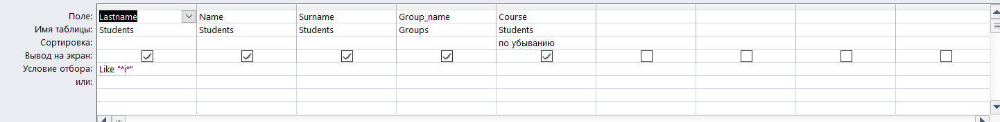 Поле: Lastname Name Surname Group_name Course
Имя таблицы: Students Students Students Groups Students
Сортировка: по убыванию
Вывод на экран:
Условие отбора: Like "*i*"
или: